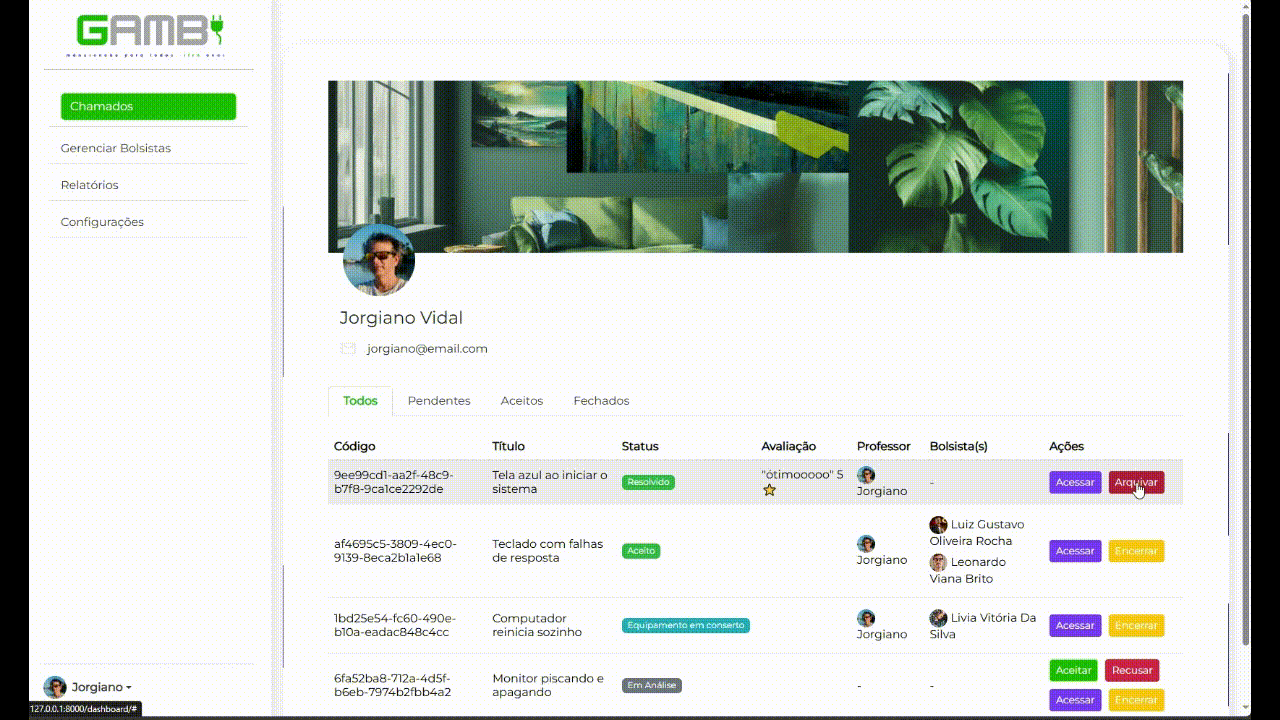 GAMB
Chamados
Gerenciar Bolsistas
Relatórios
Configurações
Jorgiano Vidal
jorgiano@email.com
Todos Pendentes Aceitos Fechados
Código Título Status Avaliação Professor Bolsista(s) Ações
9ee99cd1-aa2f-48c9-
b7f8-9ca1ce2292de
Tela azul ao iniciar o
sistema
Resolvido
"ótimooooo" 5
Jorgiano
-
Acessar Arquivar
af4695c5-3809-4ec0-
9139-8eca2b1a1e68
Teclado com falhas
de resposta
Aceito
Jorgiano
Luiz Gustavo
Oliveira Rocha
Leonardo
Viana Brito
Acessar Encerrar
1bd25e54-fc60-490e-
b10a-eadac848c4cc
Computador
reinicia sozinho
Equipamento em conserto
Jorgiano
Livia Vitória Da
Silva
Acessar Encerrar
6fa52ba8-712a-4d5f-
b6eb-7974b2fbb4a2
Monitor piscando e
apagando
Em Análise
-
-
Aceitar Recusar
Acessar Encerrar
Jorgiano
127.0.0.1:8000/dashboard/#